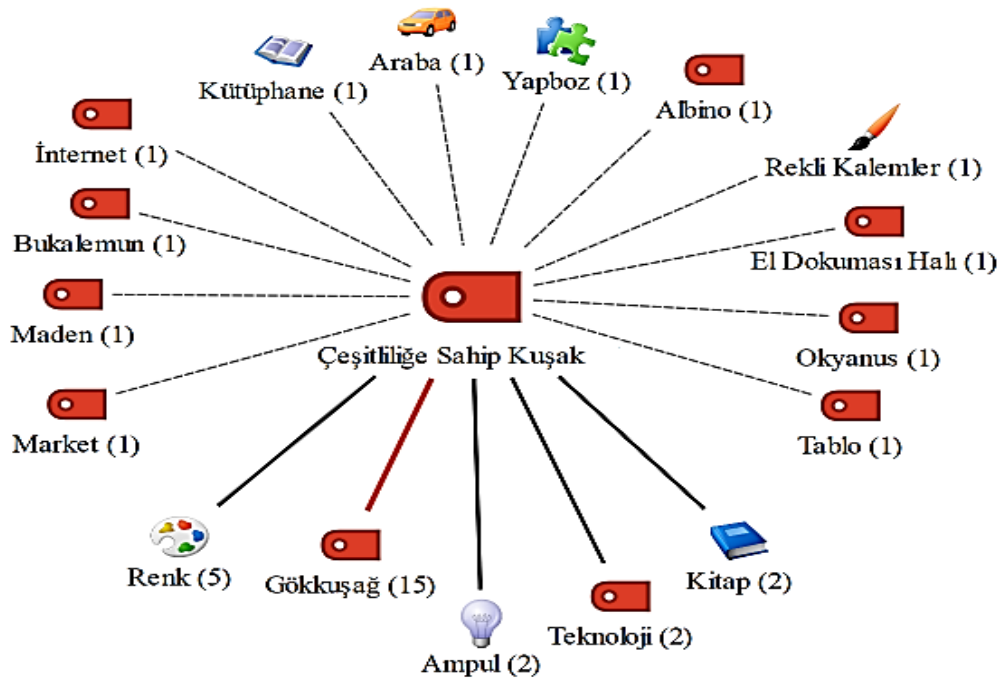 Araba (1)
Yapboz (1)
Kütüphane (1)
Albino (1)
İnternet (1)
Rekli Kalemler (1)
Bukalemun (1)
El Dokuması Halı (1)
Maden (1)
Çeşitliliğe Sahip Kuşak
Okyanus (1)
Market (1)
Tablo (1)
Renk (5)
Gökkuşağ (15)
Kitap (2)
Teknoloji (2)
Ampul (2)